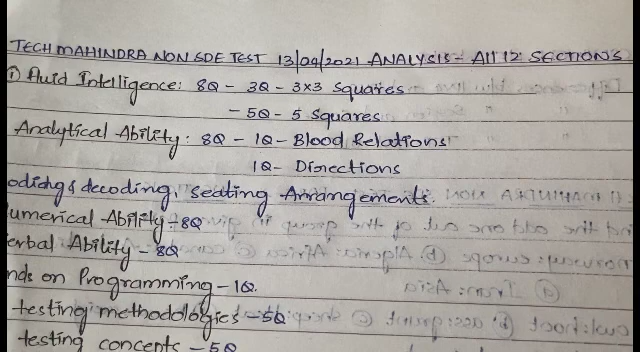 TECH MAHINDRA NON SDE TEST 13/04/2021 ANALYSIS - All 12 SECTIONS
① Fluid Intelligence: 8Q - 3Q - 3x3 Squares
- 5Q - 5 Squares
Analytical Ability: 8Q - 1Q - Blood Relations
1Q - Directions
oding & decoding, seating Arrangements.
umerical Ability - 8Q
erbal Ability - 8Q
nds on Programming - 1Q.
testing methodologies - 5Q
testing concepts - 5Q